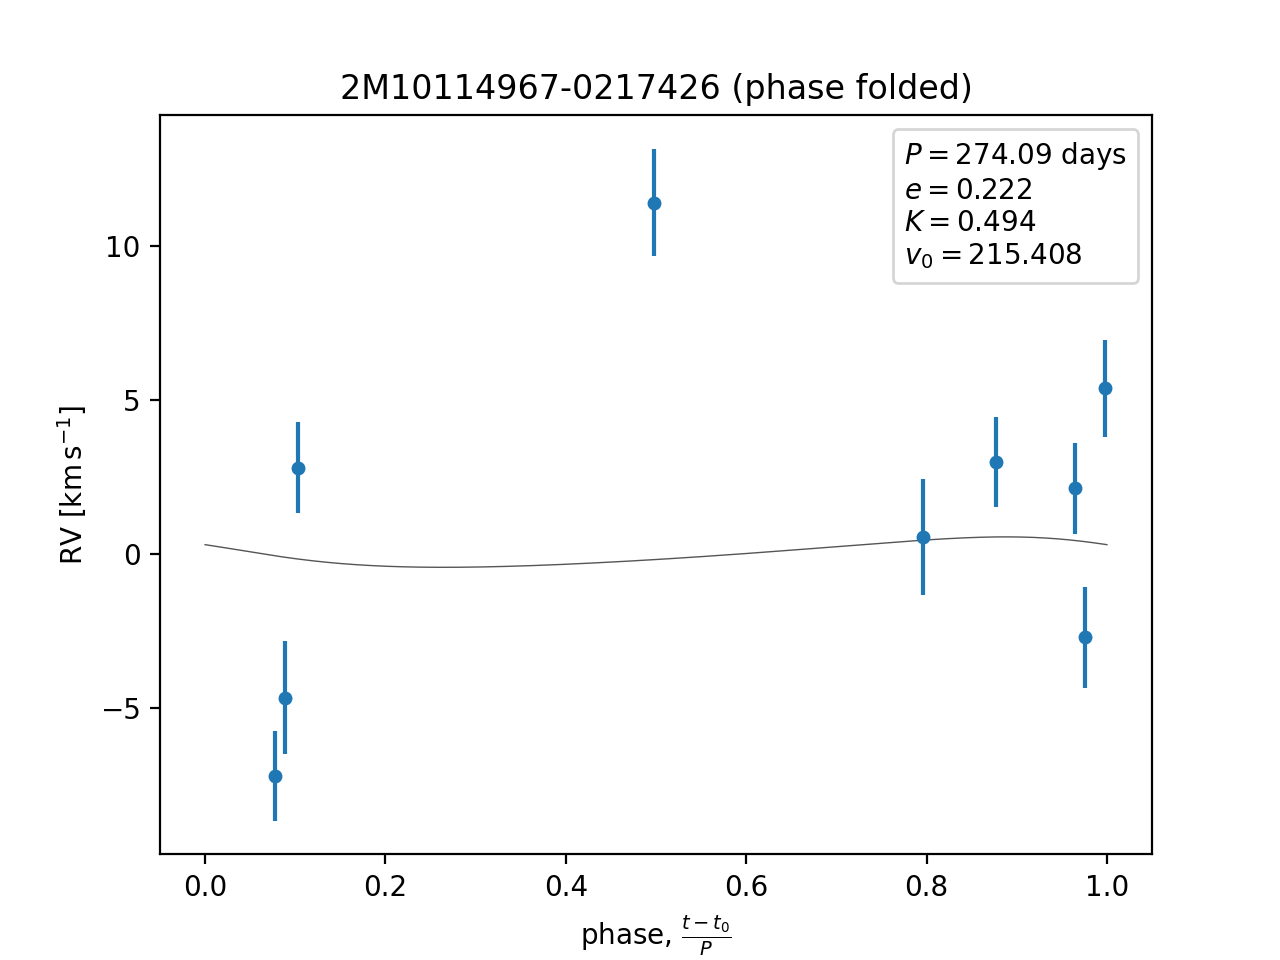 2M10114967-0217426 (phase folded)
P = 274.09 days
e = 0.222
K = 0.494
v₀ = 215.408
10
5
0
−5
RV [km s⁻¹]
0.0 0.2 0.4 0.6 0.8 1.0
phase, (t − t₀)/P